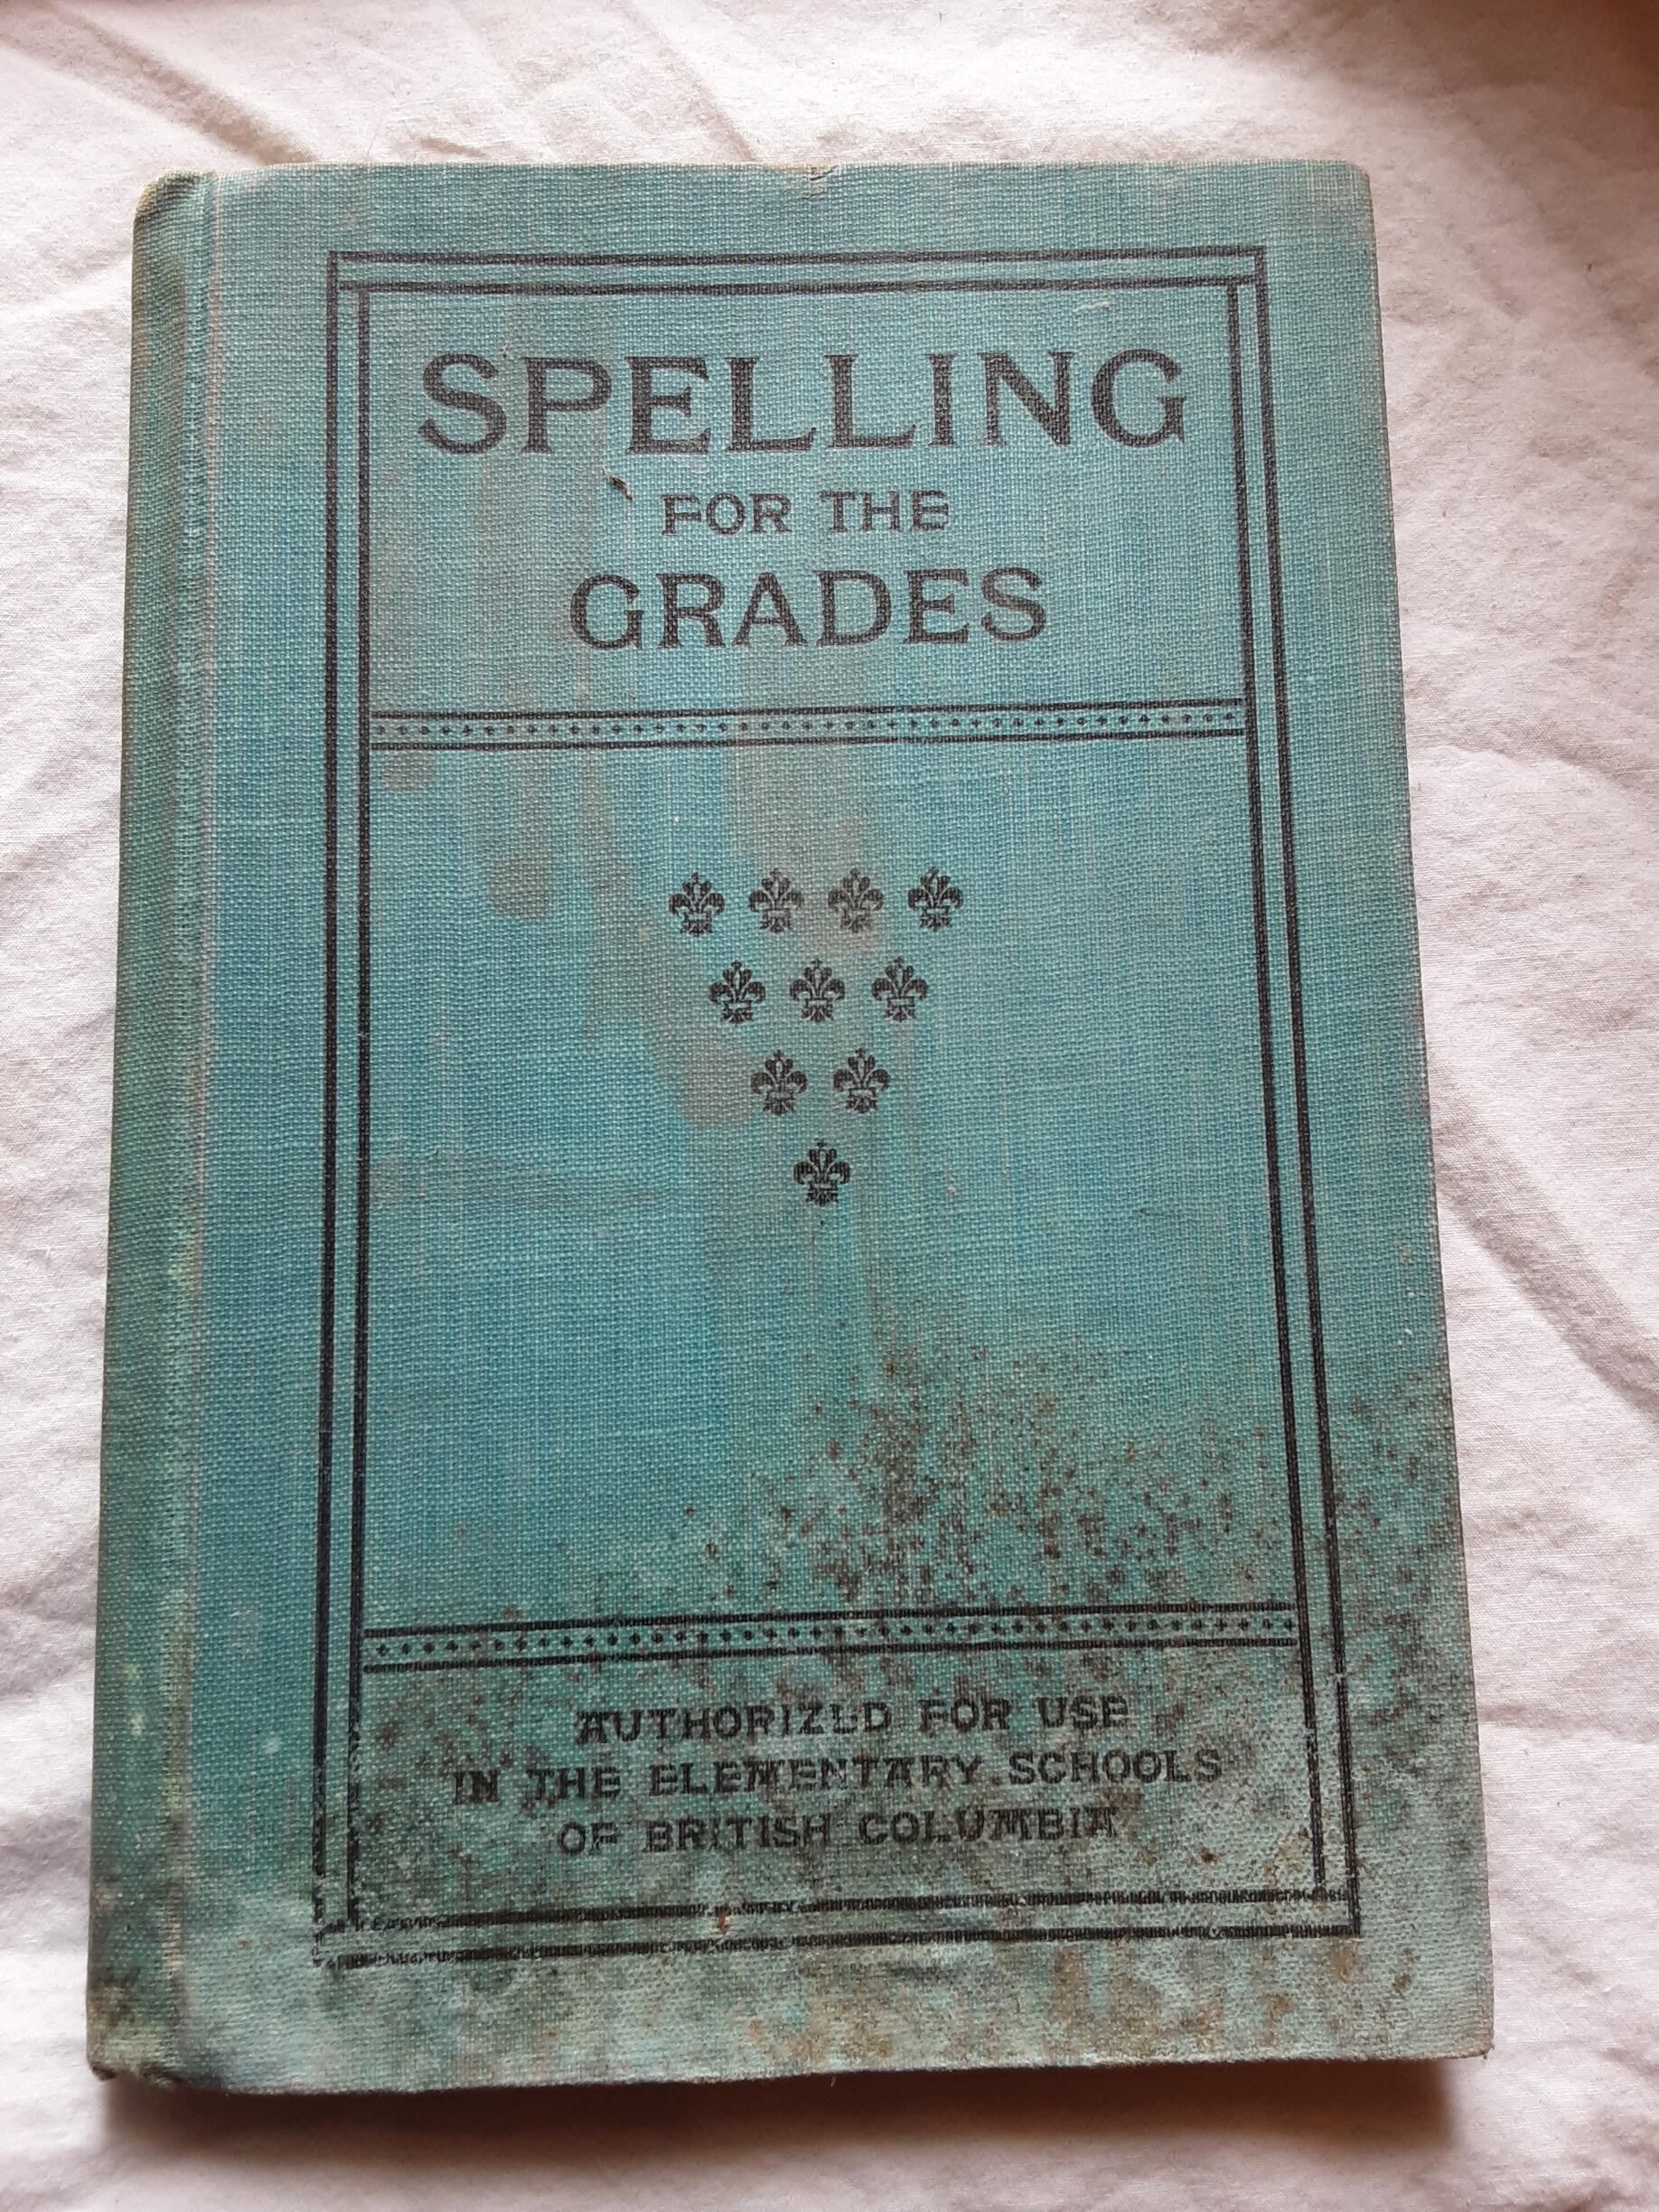 SPELLING
FOR THE
GRADES
AUTHORIZED FOR USE
IN THE ELEMENTARY SCHOOLS
OF BRITISH COLUMBIA